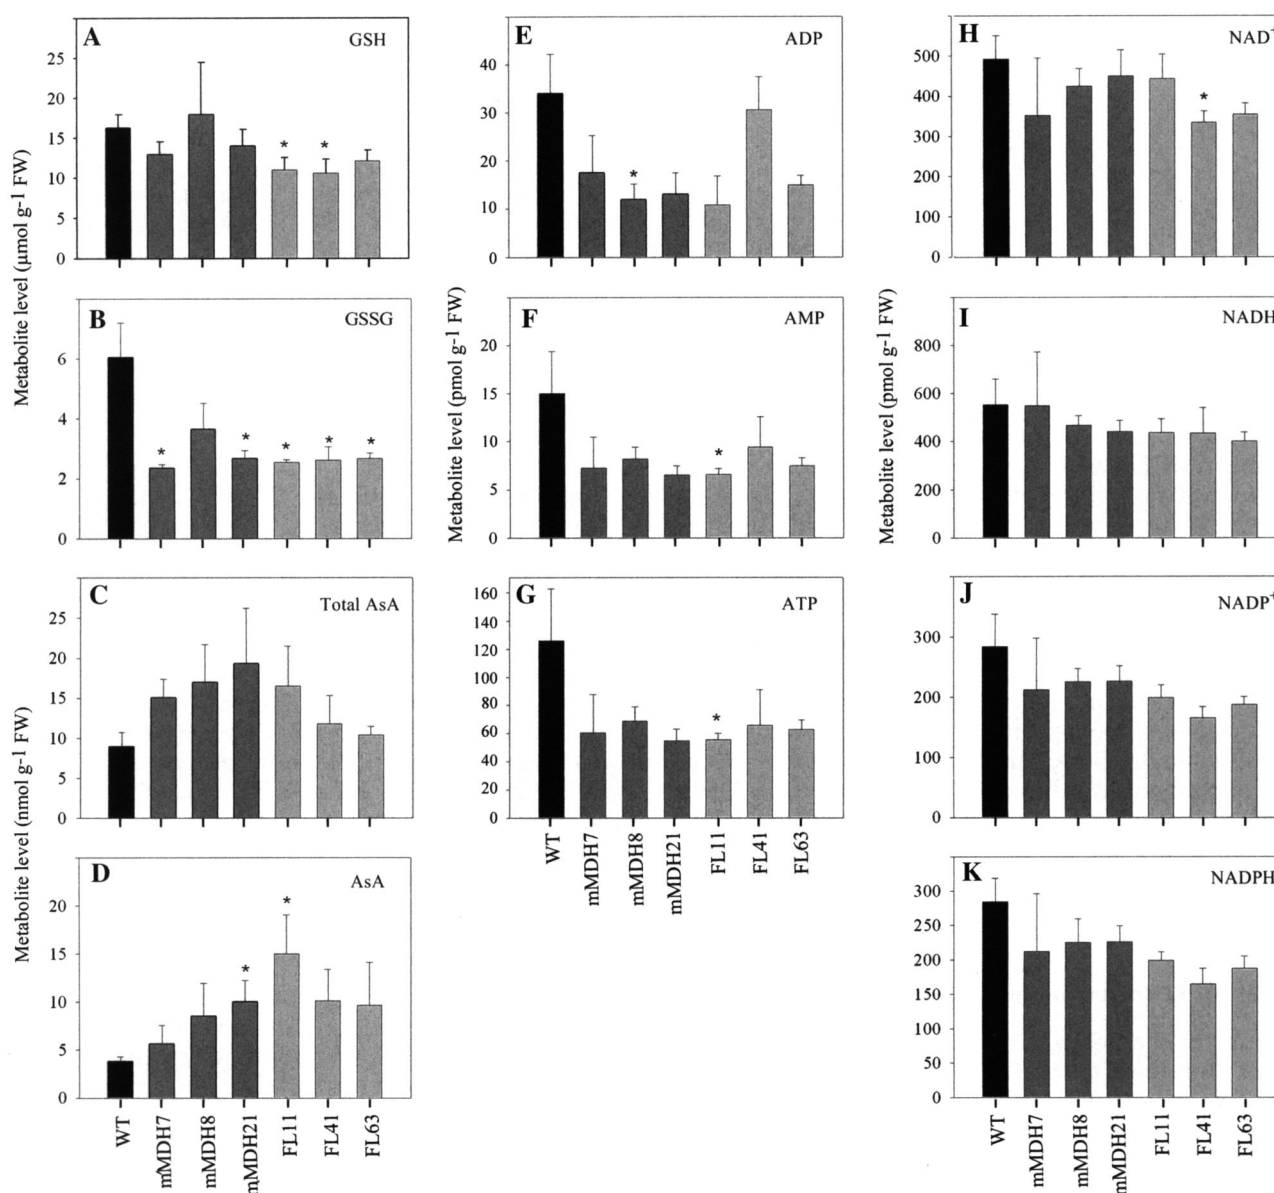 A
GSH
25
20
15
10
5
0
Metabolite level (µmol g-1 FW)
*
*
B
GSSG
6
4
2
0
*
*
*
*
*
C
Total AsA
25
20
15
10
5
0
Metabolite level (nmol g-1 FW)
D
AsA
20
15
10
5
0
*
*
WT
mMDH7
mMDH8
mMDH21
FL11
FL41
FL63
E
ADP
40
30
20
10
0
*
Metabolite level (pmol g-1 FW)
F
AMP
20
15
10
5
0
*
G
ATP
160
140
120
100
80
60
40
20
0
*
WT
mMDH7
mMDH8
mMDH21
FL11
FL41
FL63
H
NAD+
500
400
300
200
100
0
*
Metabolite level (pmol g-1 FW)
I
NADH
800
600
400
200
0
J
NADP+
300
200
100
0
K
NADPH
300
250
200
150
100
50
0
WT
mMDH7
mMDH8
mMDH21
FL11
FL41
FL63